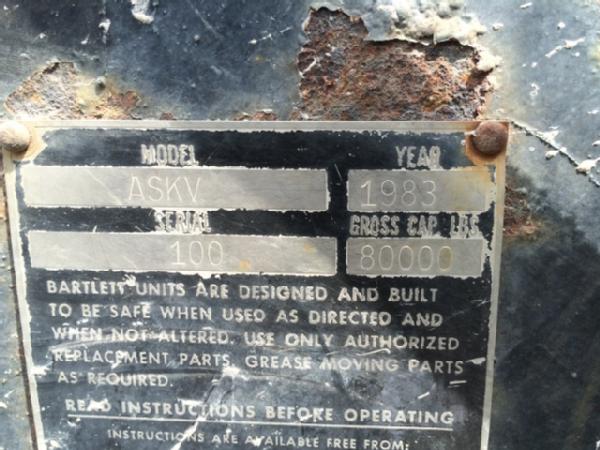 MODEL YEAR
ASKV 1983
SERIAL GROSS CAP. LBS.
100 80000
BARTLETT UNITS ARE DESIGNED AND BUILT
TO BE SAFE WHEN USED AS DIRECTED AND
WHEN NOT ALTERED. USE ONLY AUTHORIZED
REPLACEMENT PARTS, GREASE MOVING PARTS
AS REQUIRED.
READ INSTRUCTIONS BEFORE OPERATING
INSTRUCTIONS ARE AVAILABLE FREE FROM: